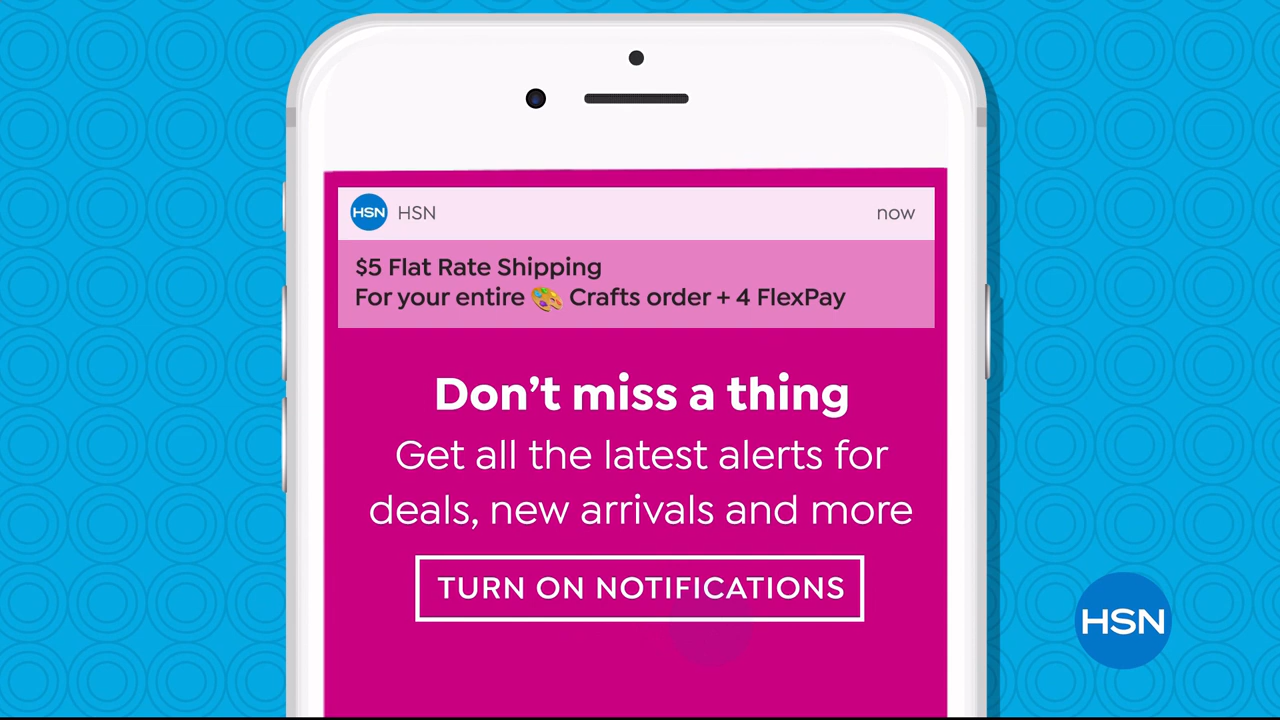 HSN HSN now
$5 Flat Rate Shipping
For your entire 🎨 Crafts order + 4 FlexPay
Don't miss a thing
Get all the latest alerts for
deals, new arrivals and more
TURN ON NOTIFICATIONS
HSN